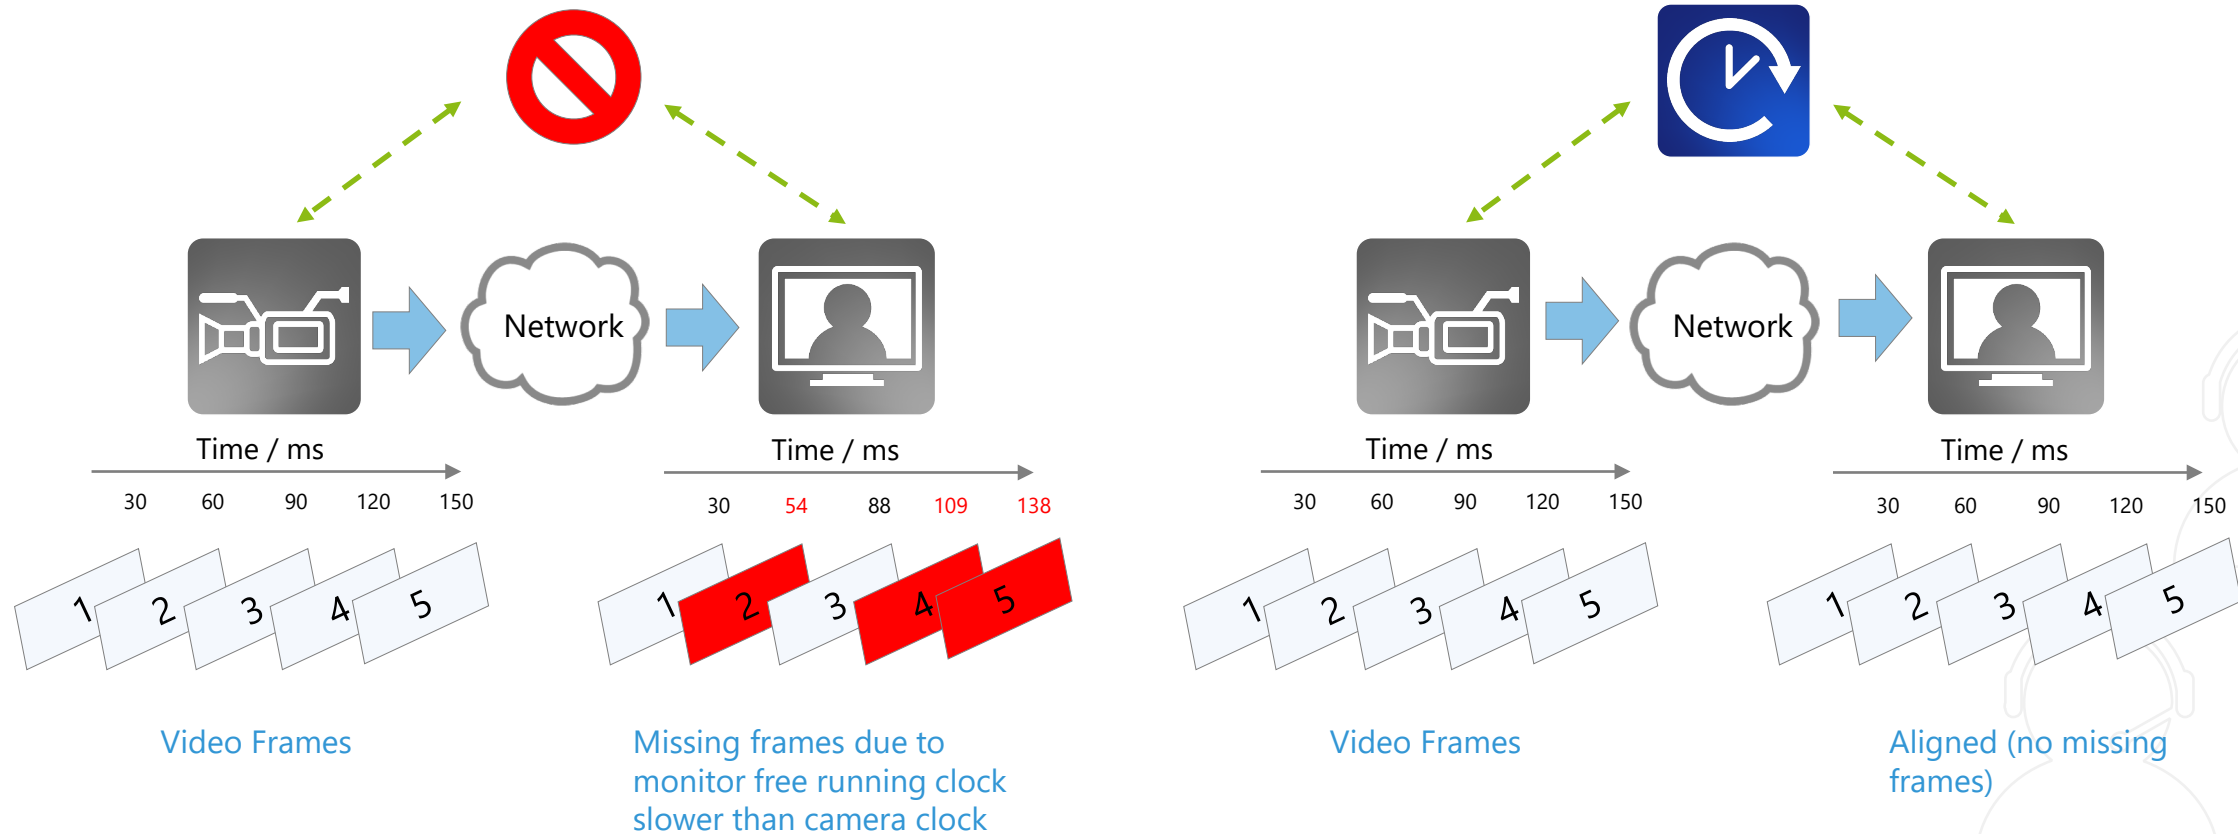 Network
Time / ms
30 60 90 120 150
1 2 3 4 5
Video Frames
Time / ms
30 54 88 109 138
1 2 3 4 5
Missing frames due to
monitor free running clock
slower than camera clock
Network
Time / ms
30 60 90 120 150
1 2 3 4 5
Video Frames
Time / ms
30 60 90 120 150
1 2 3 4 5
Aligned (no missing
frames)